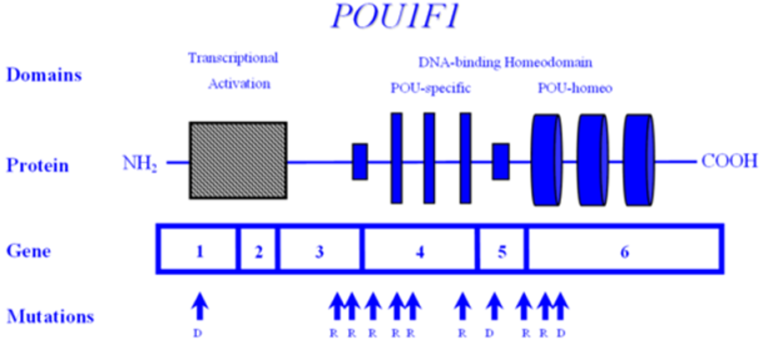 POU1F1
Domains
Transcriptional
Activation
DNA-binding Homeodomain
POU-specific POU-homeo
Protein NH2 COOH
Gene 1 2 3 4 5 6
Mutations D R R R R R R D R R D